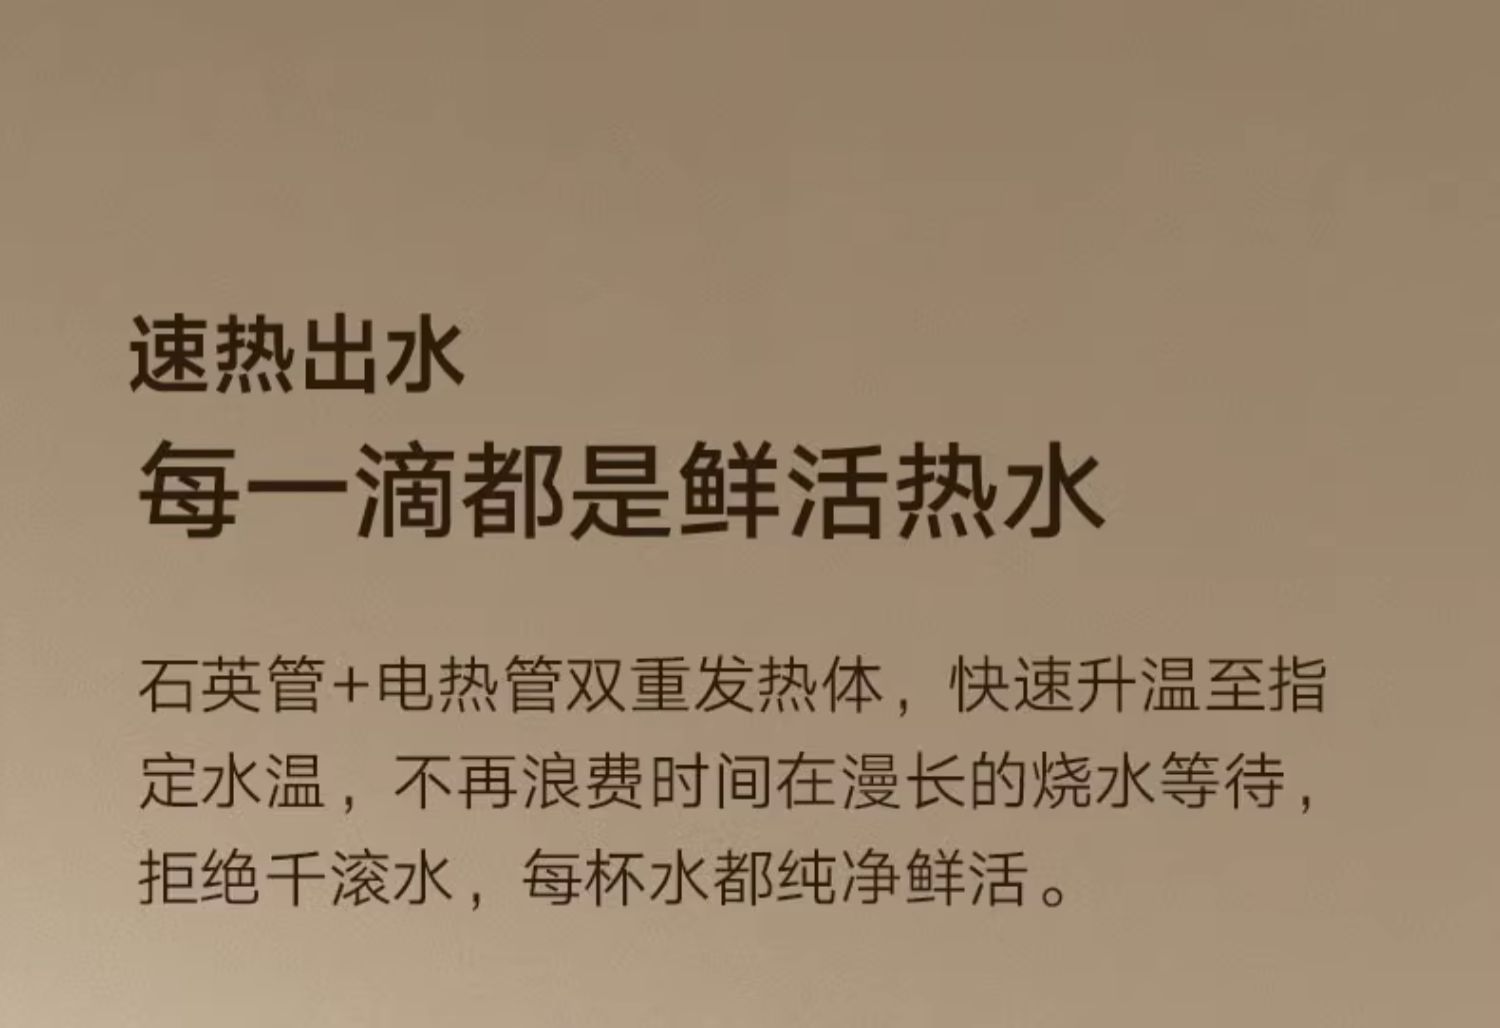 速热出水
每一滴都是鲜活热水
石英管+电热管双重发热体，快速升温至指
定水温，不再浪费时间在漫长的烧水等待，
拒绝千滚水，每杯水都纯净鲜活。